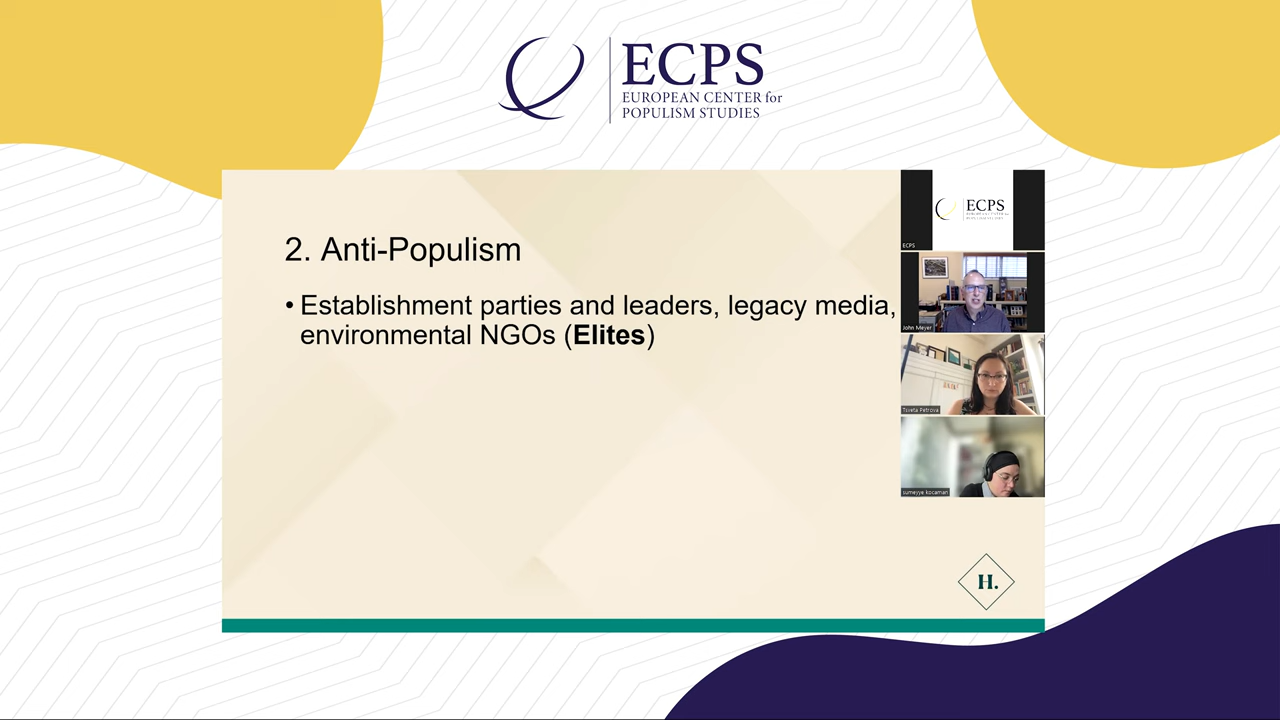 ECPS
EUROPEAN CENTER for
POPULISM STUDIES
2. Anti-Populism
• Establishment parties and leaders, legacy media,
environmental NGOs (Elites)
ECPS
ECPS
John Meyer
Tsveta Petrova
sumeyye kocaman
H.